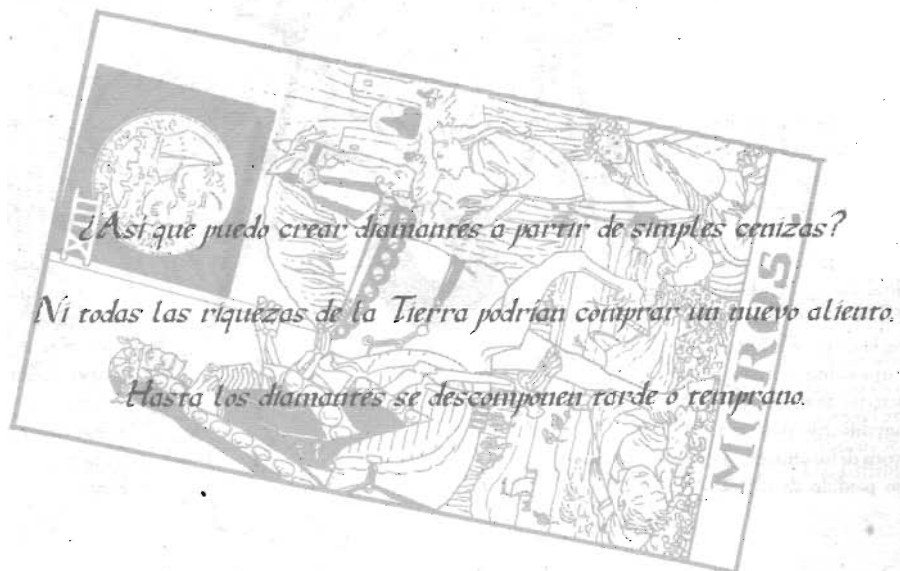 ¿Así que puedo crear diamantes a partir de simples cenizas?
Ni todas las riquezas de la Tierra podrían comprar un nuevo aliento.
Hasta los diamantes se descomponen tarde o temprano.
XIII
MOROS.